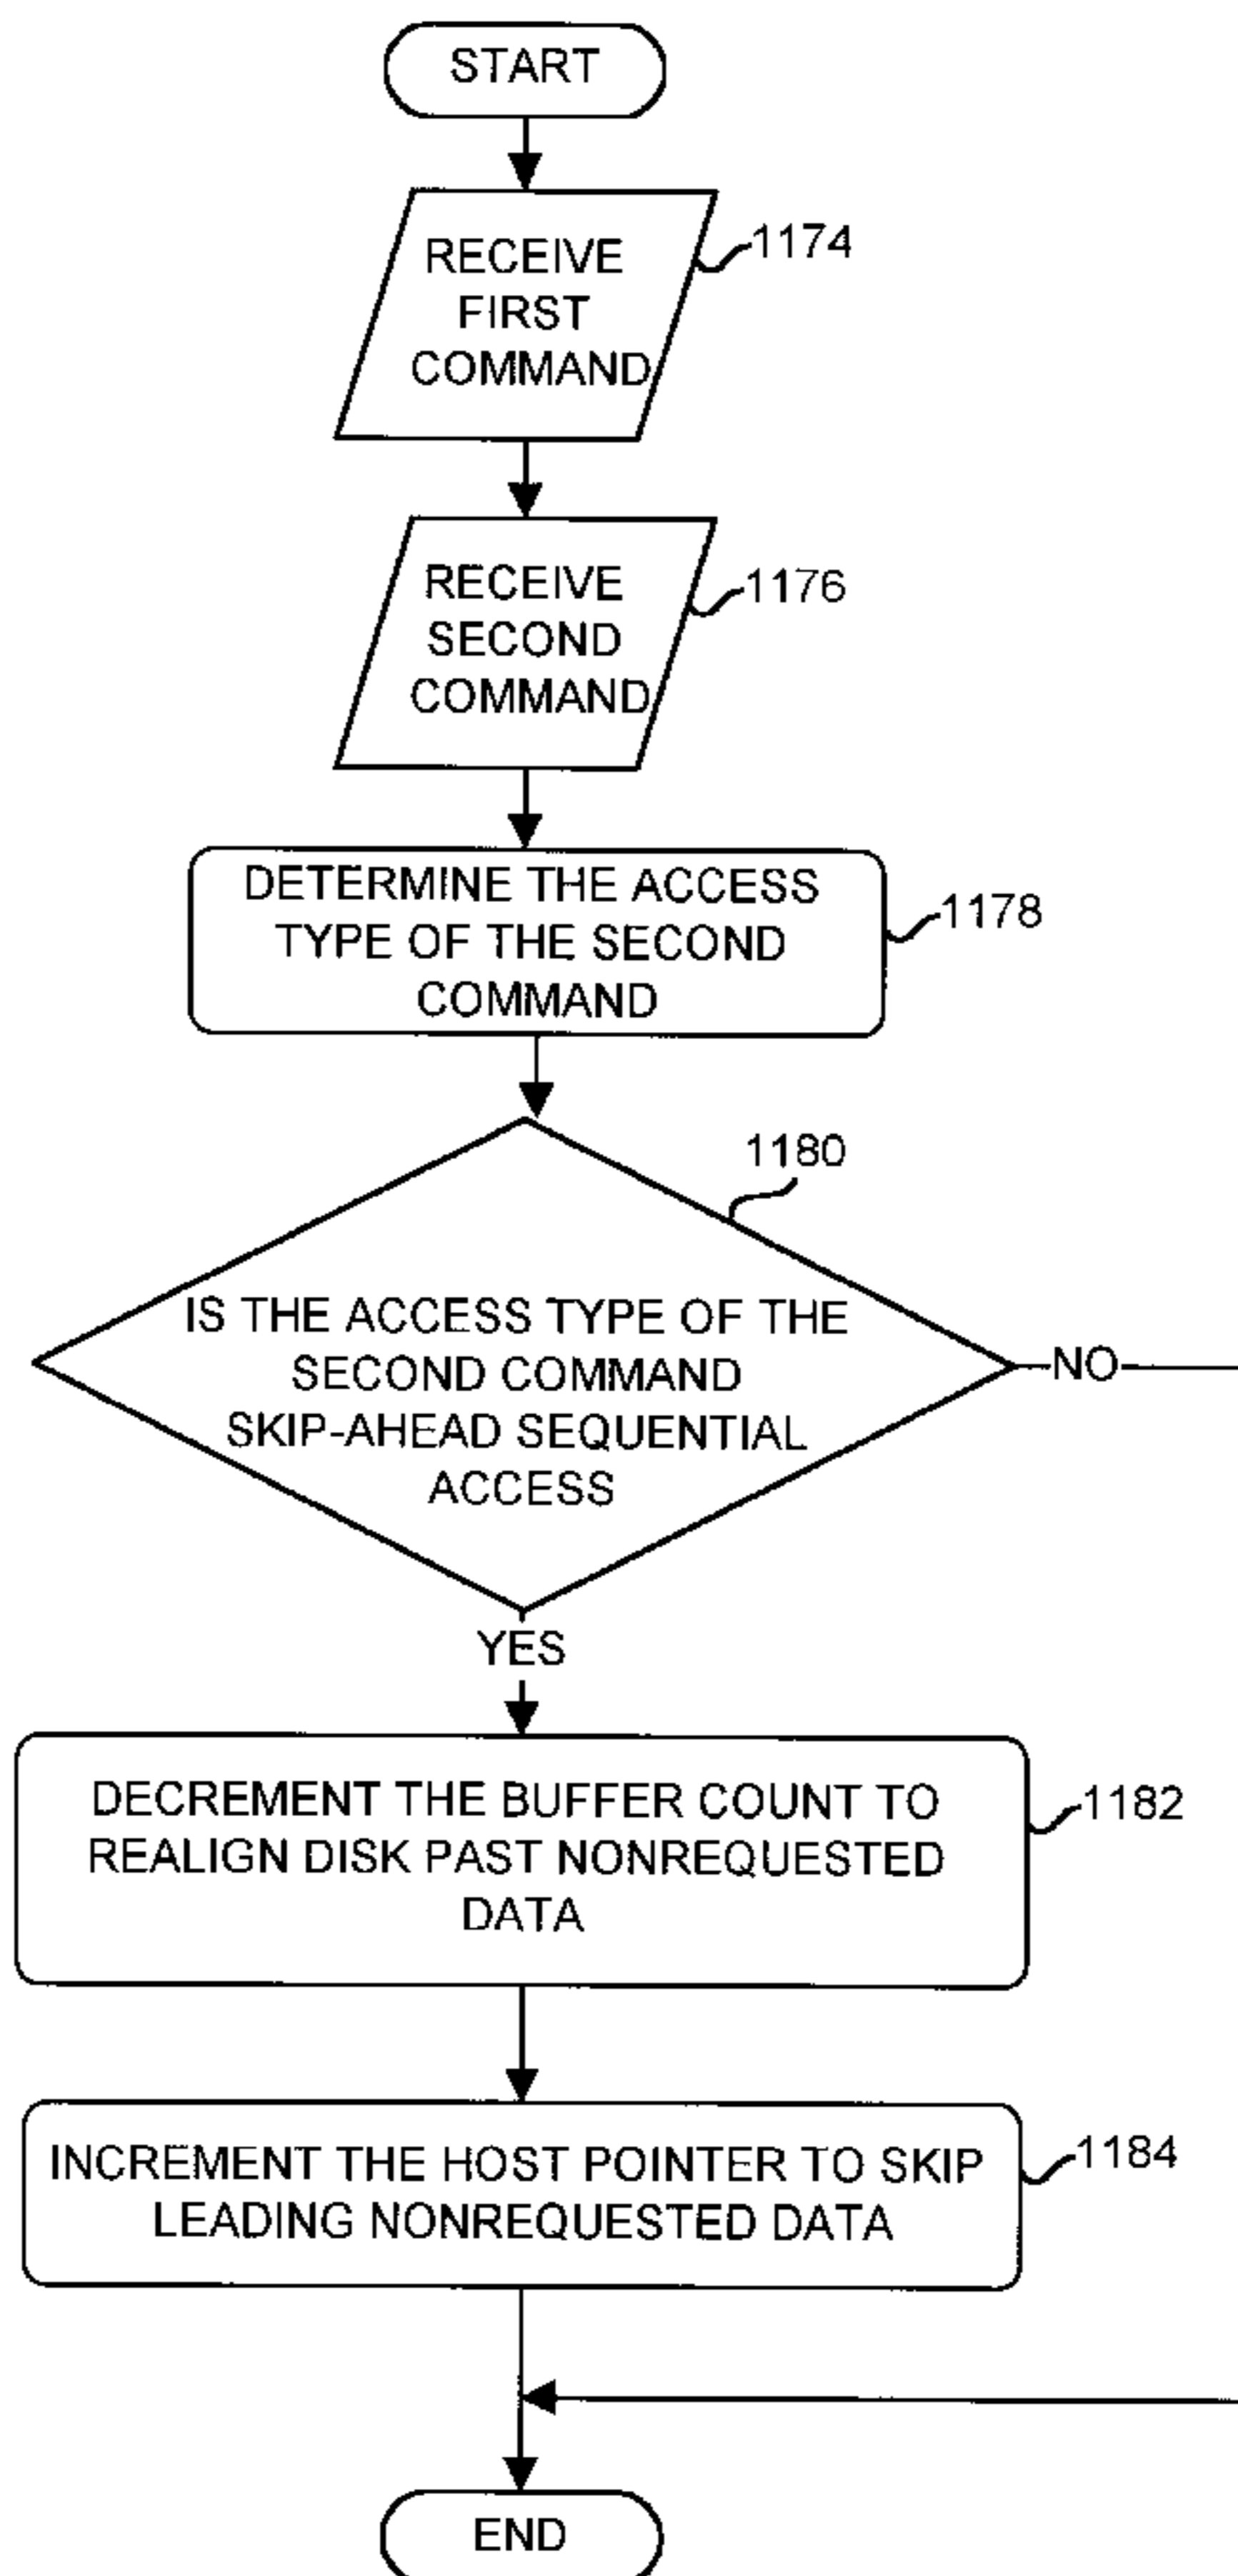 START
RECEIVE
FIRST
COMMAND
1174
RECEIVE
SECOND
COMMAND
1176
DETERMINE THE ACCESS
TYPE OF THE SECOND
COMMAND
1178
1180
IS THE ACCESS TYPE OF THE
SECOND COMMAND
SKIP-AHEAD SEQUENTIAL
ACCESS
NO
YES
DECREMENT THE BUFFER COUNT TO
REALIGN DISK PAST NONREQUESTED
DATA
1182
INCREMENT THE HOST POINTER TO SKIP
LEADING NONREQUESTED DATA
1184
END